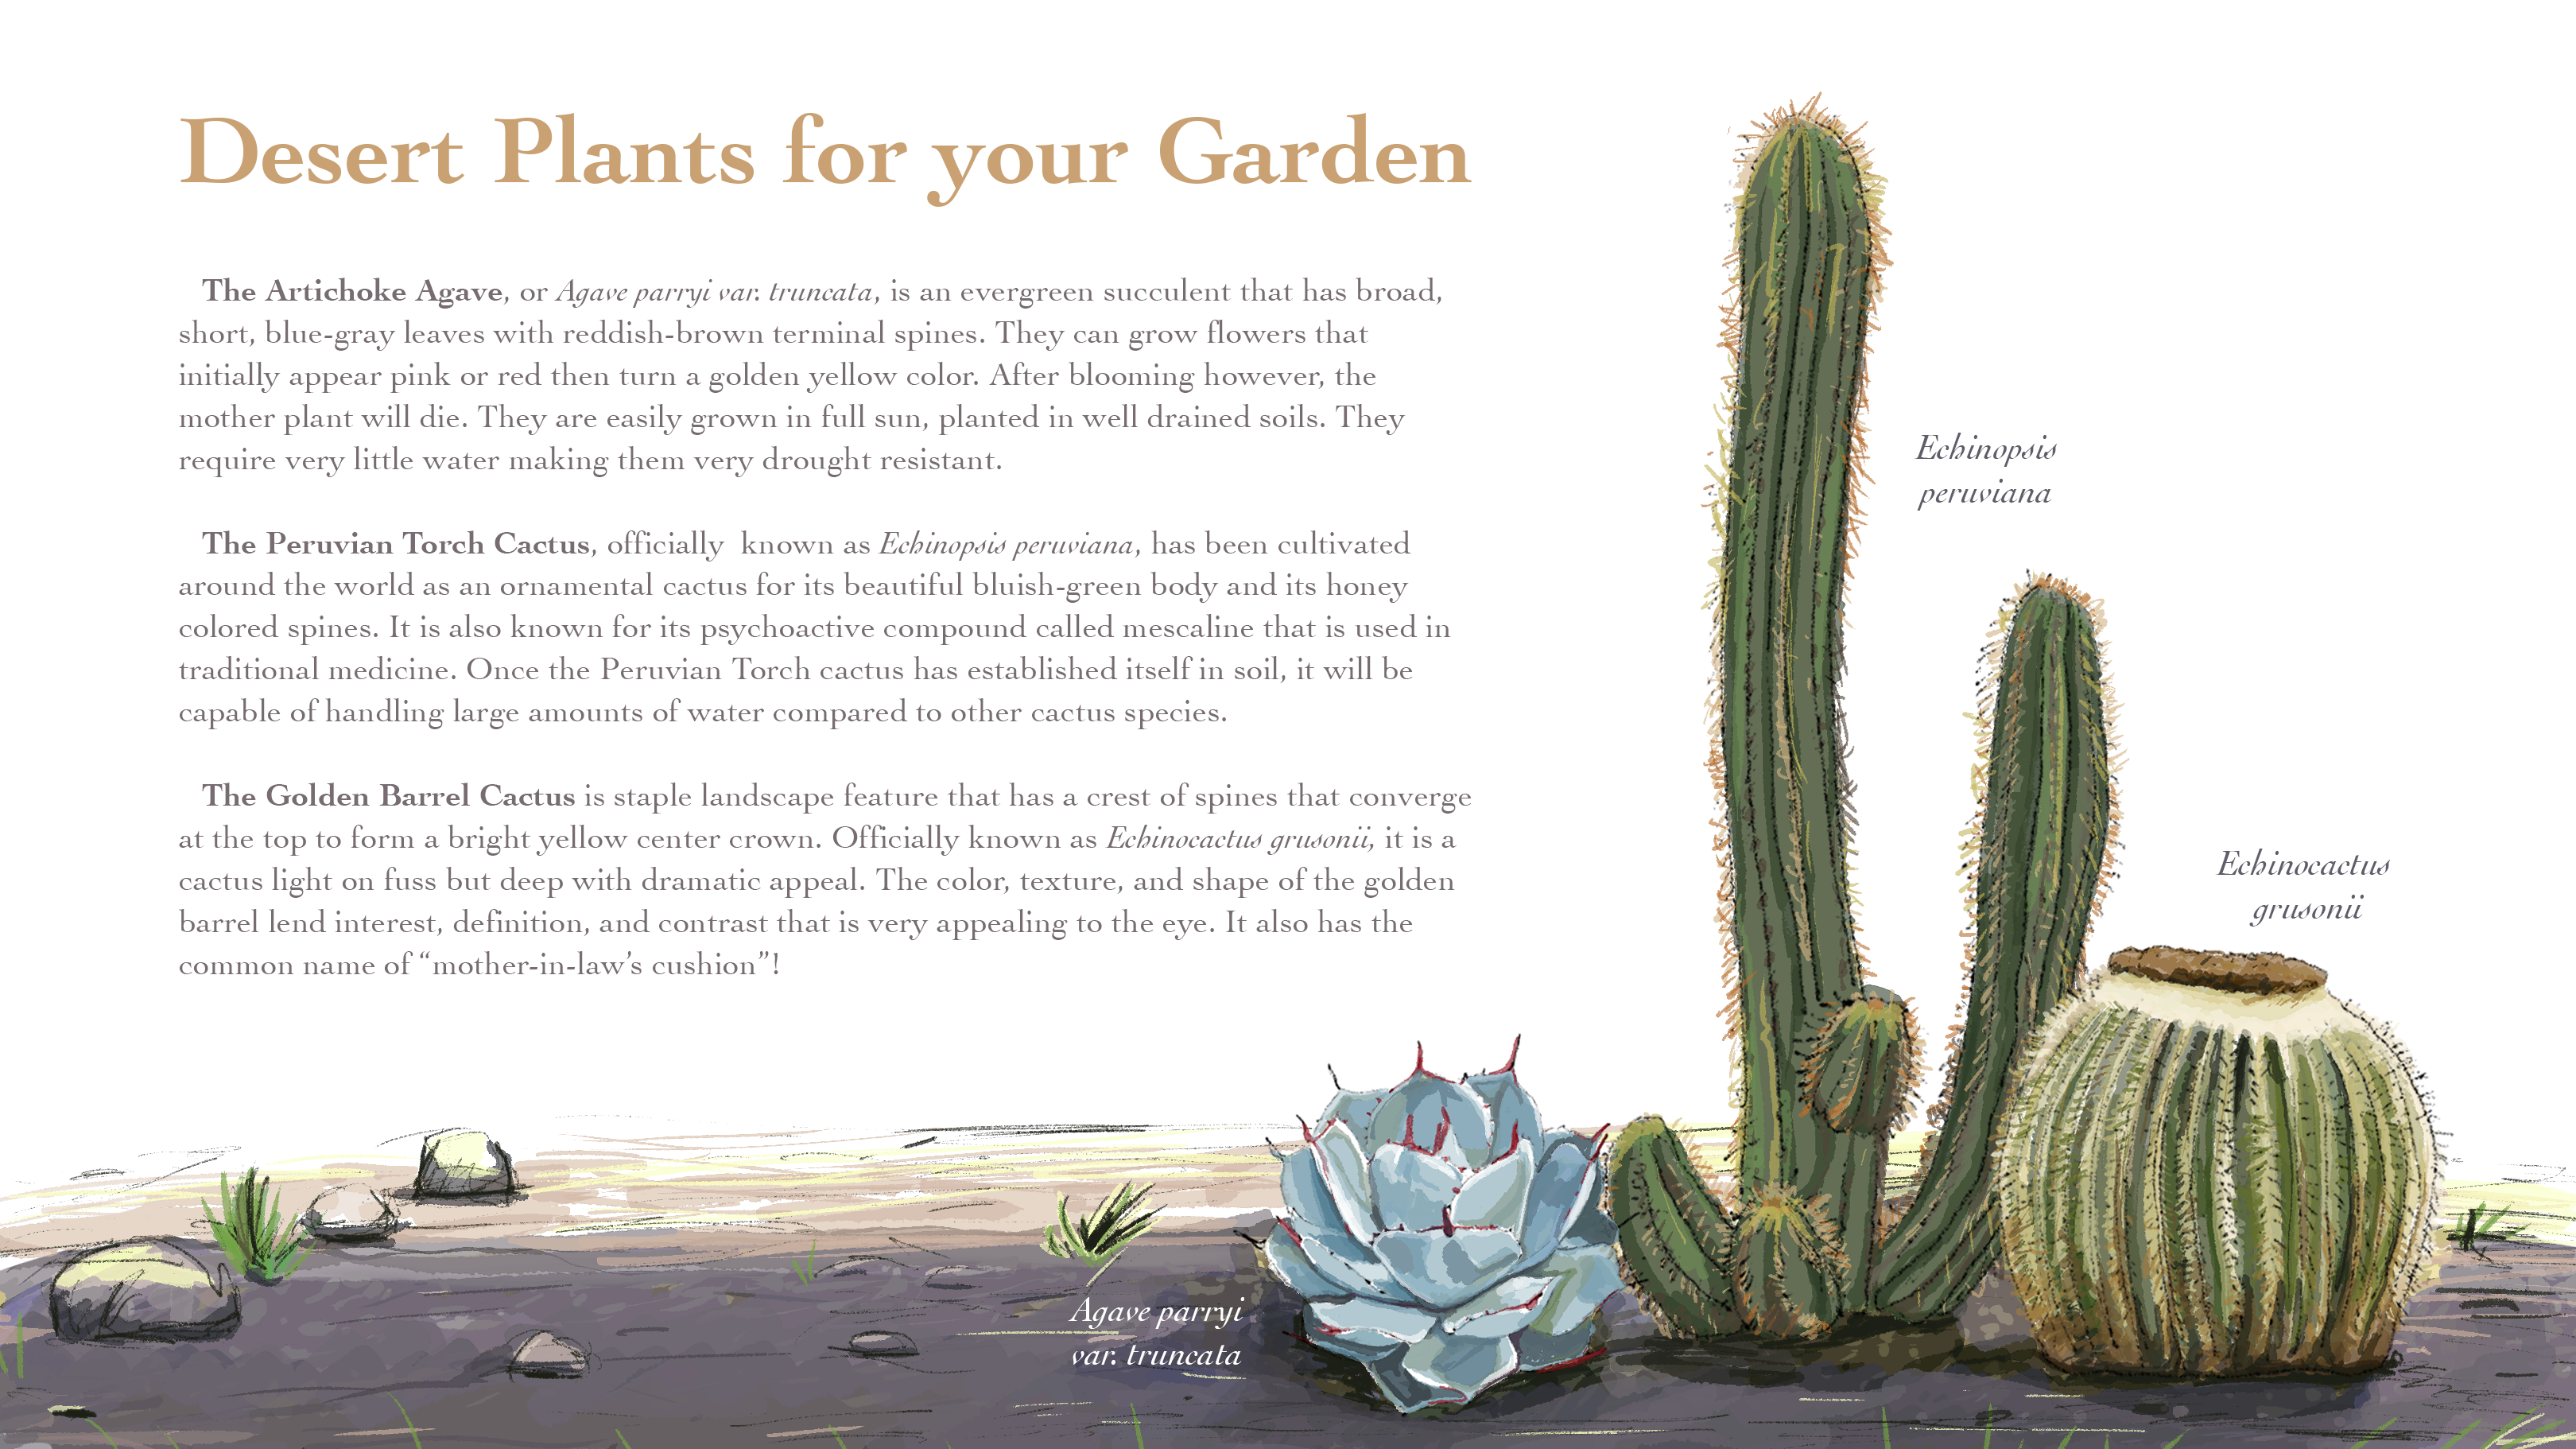 Desert Plants for your Garden
The Artichoke Agave, or Agave parryi var. truncata, is an evergreen succulent that has broad,
short, blue-gray leaves with reddish-brown terminal spines. They can grow flowers that
initially appear pink or red then turn a golden yellow color. After blooming however, the
mother plant will die. They are easily grown in full sun, planted in well drained soils. They
require very little water making them very drought resistant.
The Peruvian Torch Cactus, officially  known as Echinopsis peruviana, has been cultivated
around the world as an ornamental cactus for its beautiful bluish-green body and its honey
colored spines. It is also known for its psychoactive compound called mescaline that is used in
traditional medicine. Once the Peruvian Torch cactus has established itself in soil, it will be
capable of handling large amounts of water compared to other cactus species.
The Golden Barrel Cactus is staple landscape feature that has a crest of spines that converge
at the top to form a bright yellow center crown. Officially known as Echinocactus grusonii, it is a
cactus light on fuss but deep with dramatic appeal. The color, texture, and shape of the golden
barrel lend interest, definition, and contrast that is very appealing to the eye. It also has the
common name of “mother-in-law’s cushion”!
Echinopsis
peruviana
Echinocactus
grusonii
Agave parryi
var. truncata